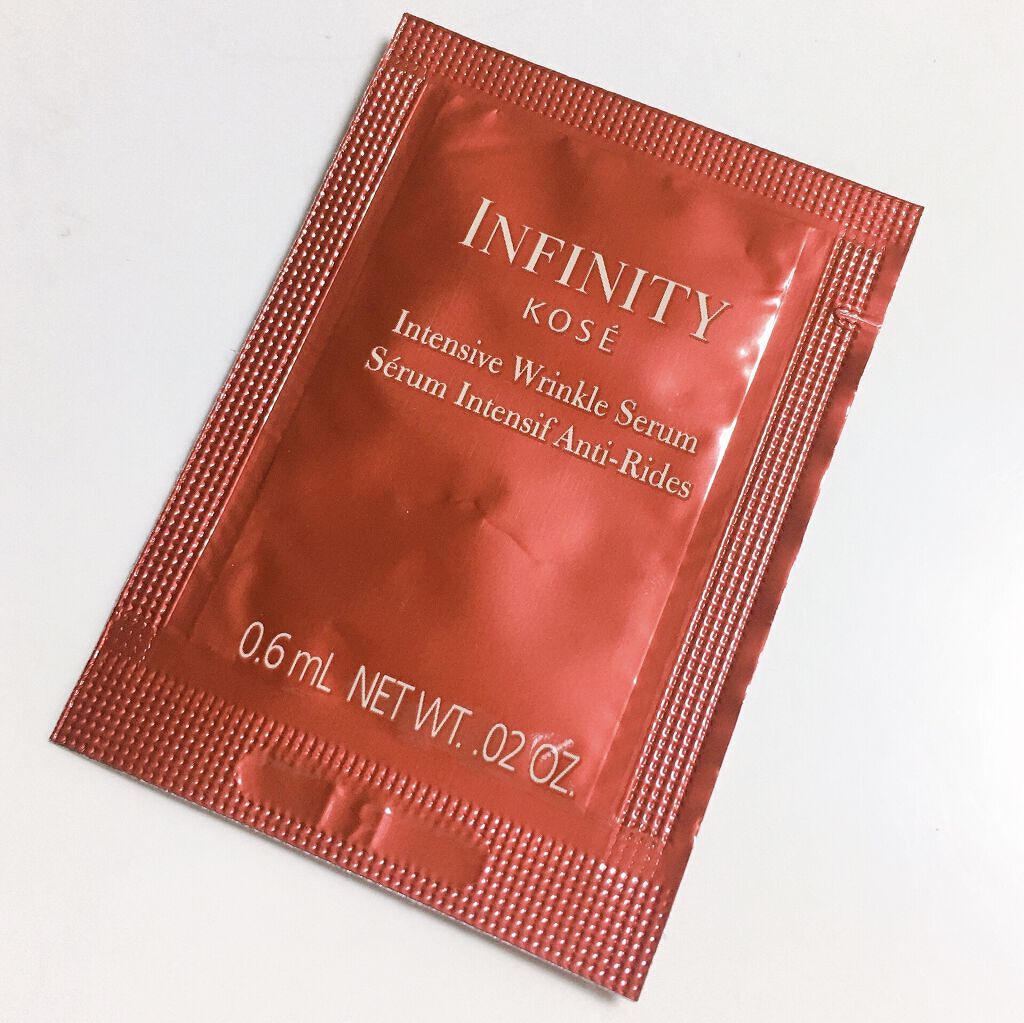 INFINITY
KOSÉ
Intensive Wrinkle Serum
Sérum Intensif Anti-Rides
0.6 mL NET WT. .02 OZ.